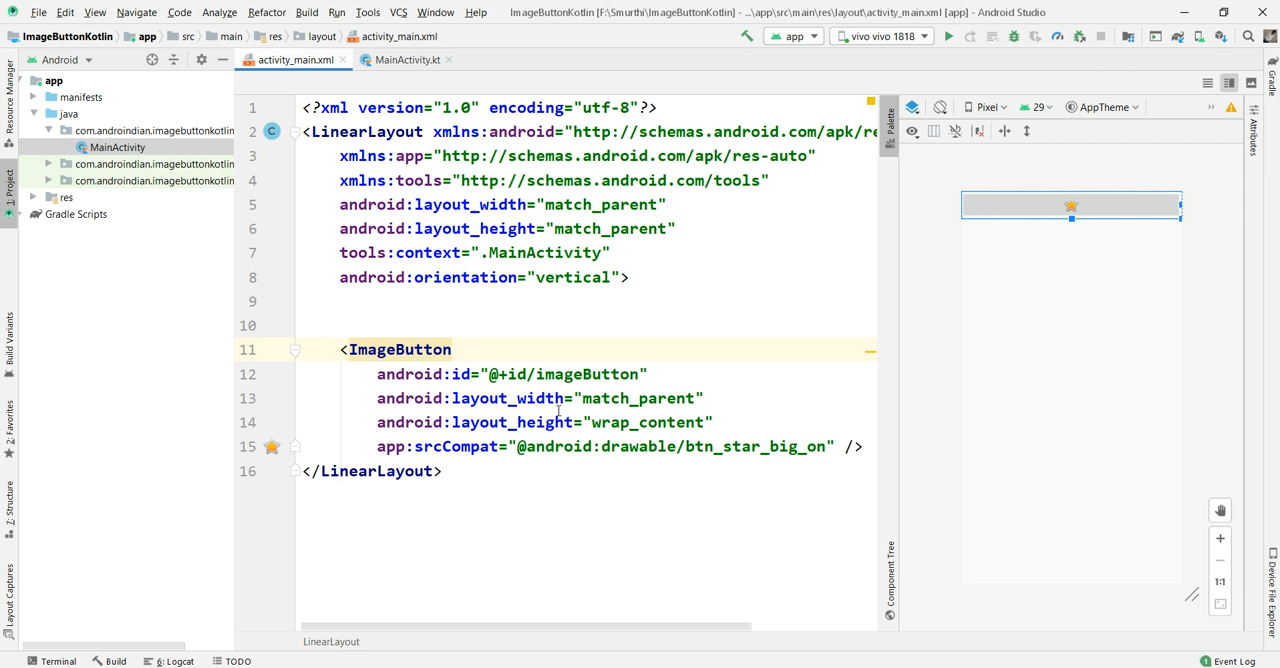 File Edit View Navigate Code Analyze Refactor Build Run Tools VCS Window Help ImageButtonKotlin [F:\Smurthi\ImageButtonKotlin] - ...\app\src\main\res\layout\activity_main.xml [app] - Android Studio
ImageButtonKotlin app src main res layout activity_main.xml app vivo vivo 1818
Android
activity_main.xml MainActivity.kt
app
manifests
java
com.androindian.imagebuttonkotlin
MainActivity
com.androindian.imagebuttonkotlin
com.androindian.imagebuttonkotlin
res
Gradle Scripts
Resource Manager
1: Project
Build Variants
2: Favorites
7: Structure
Layout Captures
1 <?xml version="1.0" encoding="utf-8"?>
2 <LinearLayout xmlns:android="http://schemas.android.com/apk/re
3 xmlns:app="http://schemas.android.com/apk/res-auto"
4 xmlns:tools="http://schemas.android.com/tools"
5 android:layout_width="match_parent"
6 android:layout_height="match_parent"
7 tools:context=".MainActivity"
8 android:orientation="vertical">
9
10
11 <ImageButton
12 android:id="@+id/imageButton"
13 android:layout_width="match_parent"
14 android:layout_height="wrap_content"
15 app:srcCompat="@android:drawable/btn_star_big_on" />
16 </LinearLayout>
LinearLayout
Palette
Component Tree
Pixel 29 AppTheme
1:1
Gradle
Attributes
Device File Explorer
Terminal Build 6: Logcat TODO 1 Event Log